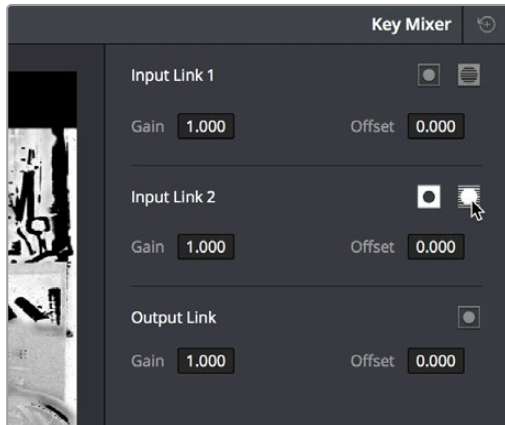 Key Mixer
Input Link 1
Gain 1.000 Offset 0.000
Input Link 2
Gain 1.000 Offset 0.000
Output Link
Gain 1.000 Offset 0.000